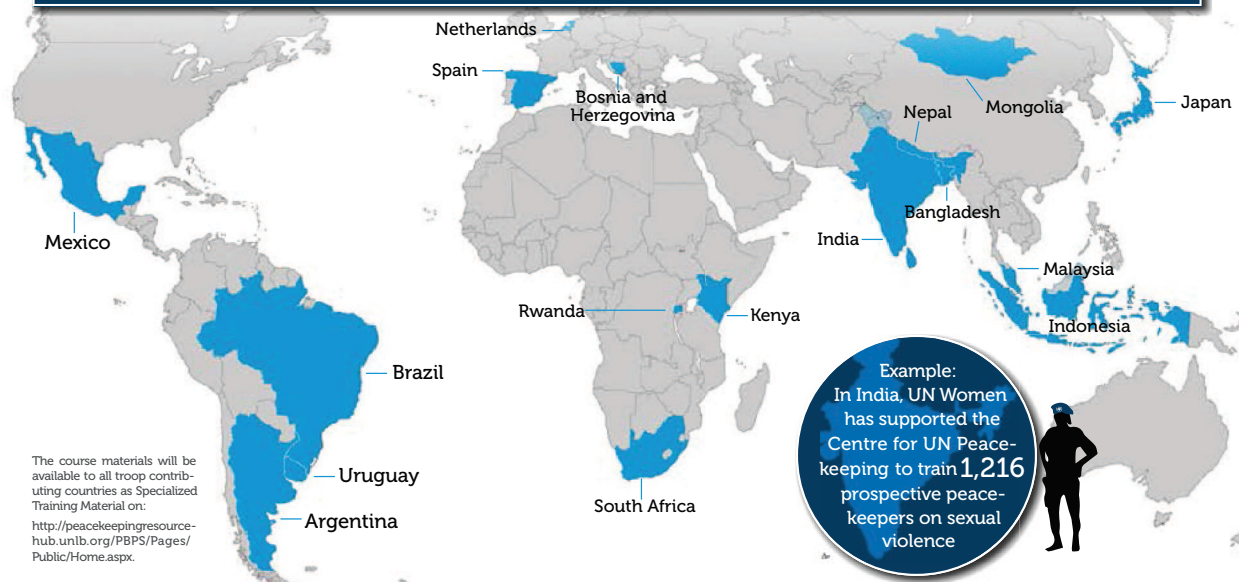 Netherlands
Spain
Bosnia and
Herzegovina
Mongolia
Japan
Nepal
Bangladesh
India
Mexico
Malaysia
Indonesia
Rwanda
Kenya
Brazil
Uruguay
Argentina
South Africa
Example:
In India, UN Women
has supported the
Centre for UN Peace-
keeping to train 1,216
prospective peace-
keepers on sexual
violence
The course materials will be
available to all troop contrib-
uting countries as Specialized
Training Material on:
http://peacekeepingresource-
hub.unlb.org/PBPS/Pages/
Public/Home.aspx.